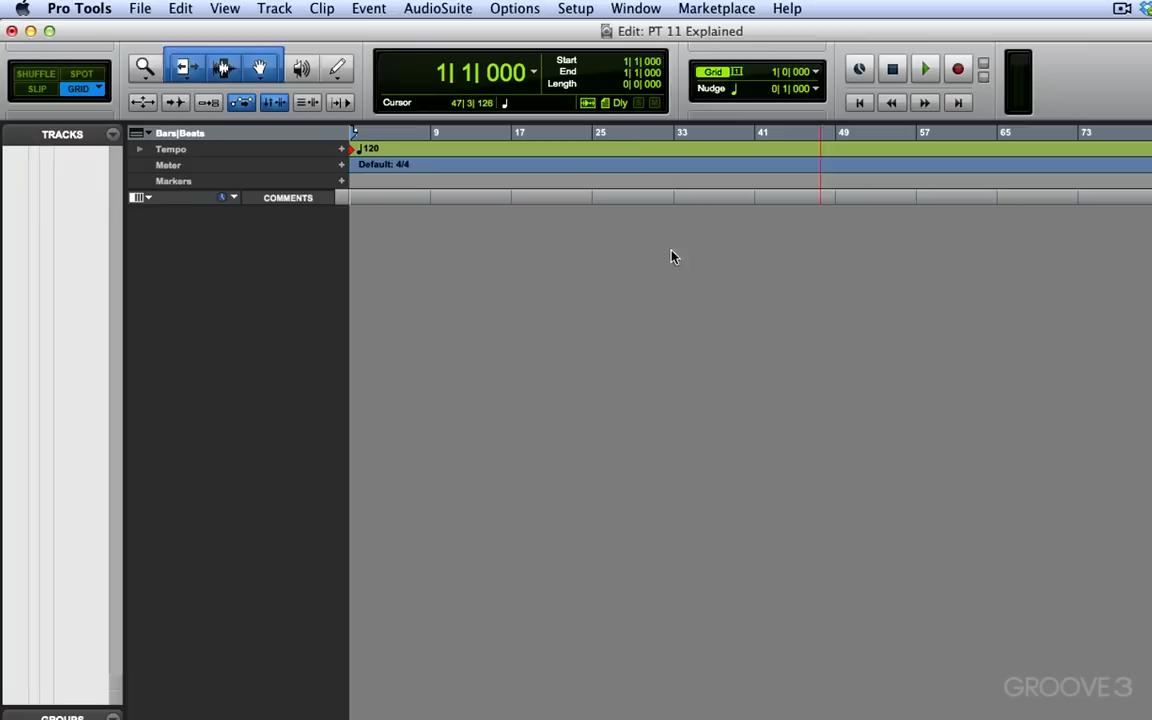 Pro Tools File Edit View Track Clip Event AudioSuite Options Setup Window Marketplace Help
Edit: PT 11 Explained
SHUFFLE SPOT
SLIP GRID
1| 1| 000
Start 1| 1| 000
End 1| 1| 000
Length 0| 0| 000
Cursor 47| 3| 126
Dly
Grid 1| 0| 000
Nudge 0| 1| 000
TRACKS
Bars|Beats
9 17 25 33 41 49 57 65 73
Tempo
120
Meter
Default: 4/4
Markers
COMMENTS
GROOVE3
GROUPS